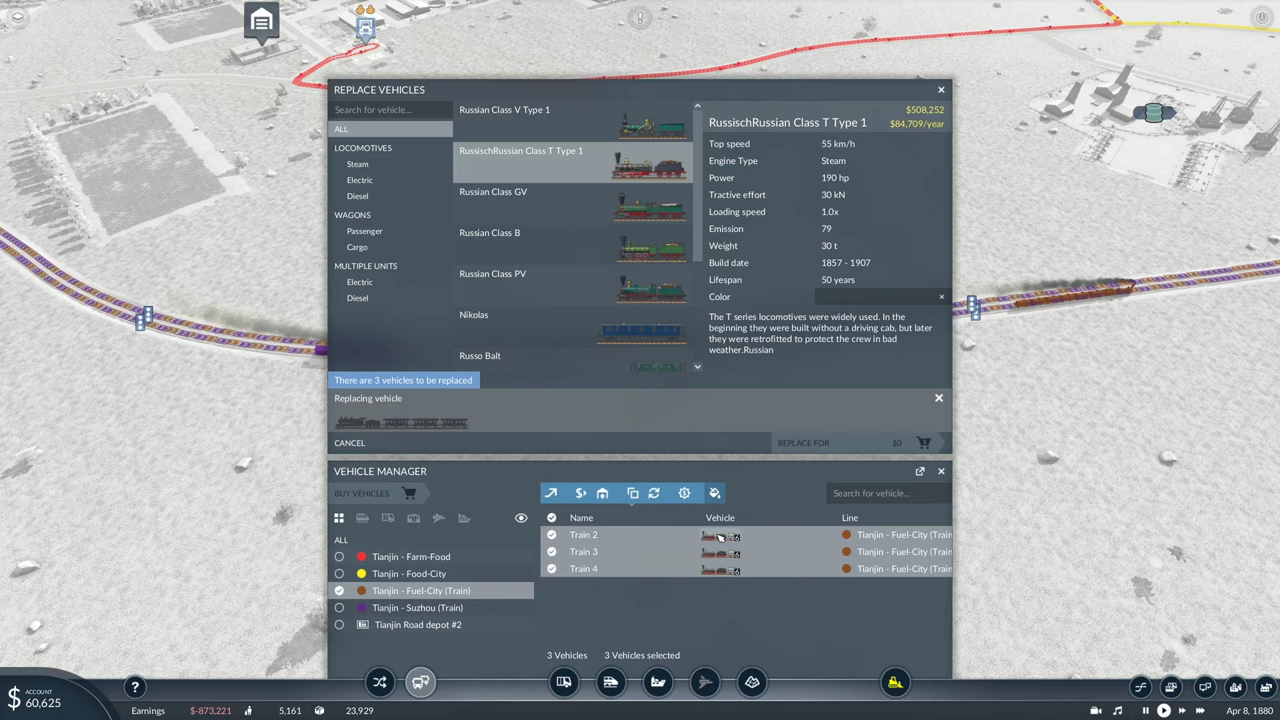 REPLACE VEHICLES
Search for vehicle...
ALL
LOCOMOTIVES
Steam
Electric
Diesel
WAGONS
Passenger
Cargo
MULTIPLE UNITS
Electric
Diesel
Russian Class V Type 1
RussischRussian Class T Type 1
Russian Class GV
Russian Class B
Russian Class PV
Nikolas
Russo Balt
$508,252
RussischRussian Class T Type 1
$84,709/year
Top speed 55 km/h
Engine Type Steam
Power 190 hp
Tractive effort 30 kN
Loading speed 1.0x
Emission 79
Weight 30 t
Build date 1857 - 1907
Lifespan 50 years
Color
The T series locomotives were widely used. In the
beginning they were built without a driving cab, but later
they were retrofitted to protect the crew in bad
weather.Russian
There are 3 vehicles to be replaced
Replacing vehicle
CANCEL
REPLACE FOR $0
VEHICLE MANAGER
BUY VEHICLES
Search for vehicle...
ALL
Tianjin - Farm-Food
Tianjin - Food-City
Tianjin - Fuel-City (Train)
Tianjin - Suzhou (Train)
Tianjin Road depot #2
Name Vehicle Line
Train 2 6 Tianjin - Fuel-City (Train
Train 3 6 Tianjin - Fuel-City (Train
Train 4 6 Tianjin - Fuel-City (Train
3 Vehicles 3 Vehicles selected
$ ACCOUNT
60,625
?
Earnings $-873,221 5,161 23,929
Apr 8, 1880